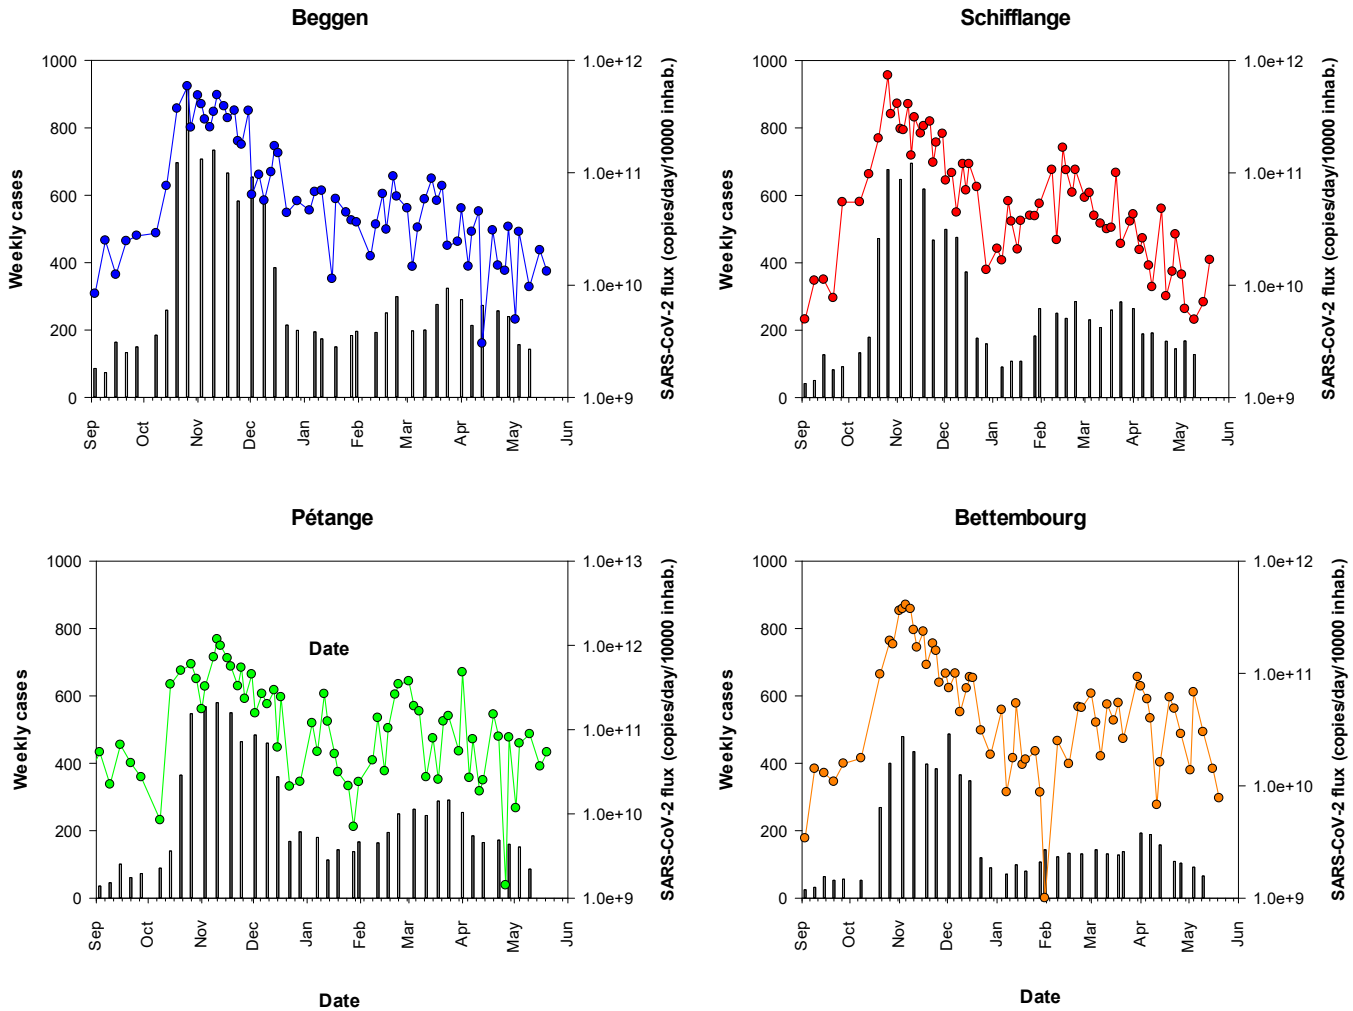 Beggen
Weekly cases
1000
800
600
400
200
0
1.0e+12
1.0e+11
1.0e+10
1.0e+9
SARS-CoV-2 flux (copies/day/10000 inhab.)
Sep Oct Nov Dec Jan Feb Mar Apr May Jun
Schifflange
Weekly cases
1000
800
600
400
200
0
1.0e+12
1.0e+11
1.0e+10
1.0e+9
SARS-CoV-2 flux (copies/day/10000 inhab.)
Sep Oct Nov Dec Jan Feb Mar Apr May Jun
Pétange
Weekly cases
1000
800
600
400
200
0
Date
1.0e+13
1.0e+12
1.0e+11
1.0e+10
1.0e+9
SARS-CoV-2 flux (copies/day/10000 inhab.)
Sep Oct Nov Dec Jan Feb Mar Apr May Jun
Date
Bettembourg
Weekly cases
1000
800
600
400
200
0
1.0e+12
1.0e+11
1.0e+10
1.0e+9
SARS-CoV-2 flux (copies/day/10000 inhab.)
Sep Oct Nov Dec Jan Feb Mar Apr May Jun
Date